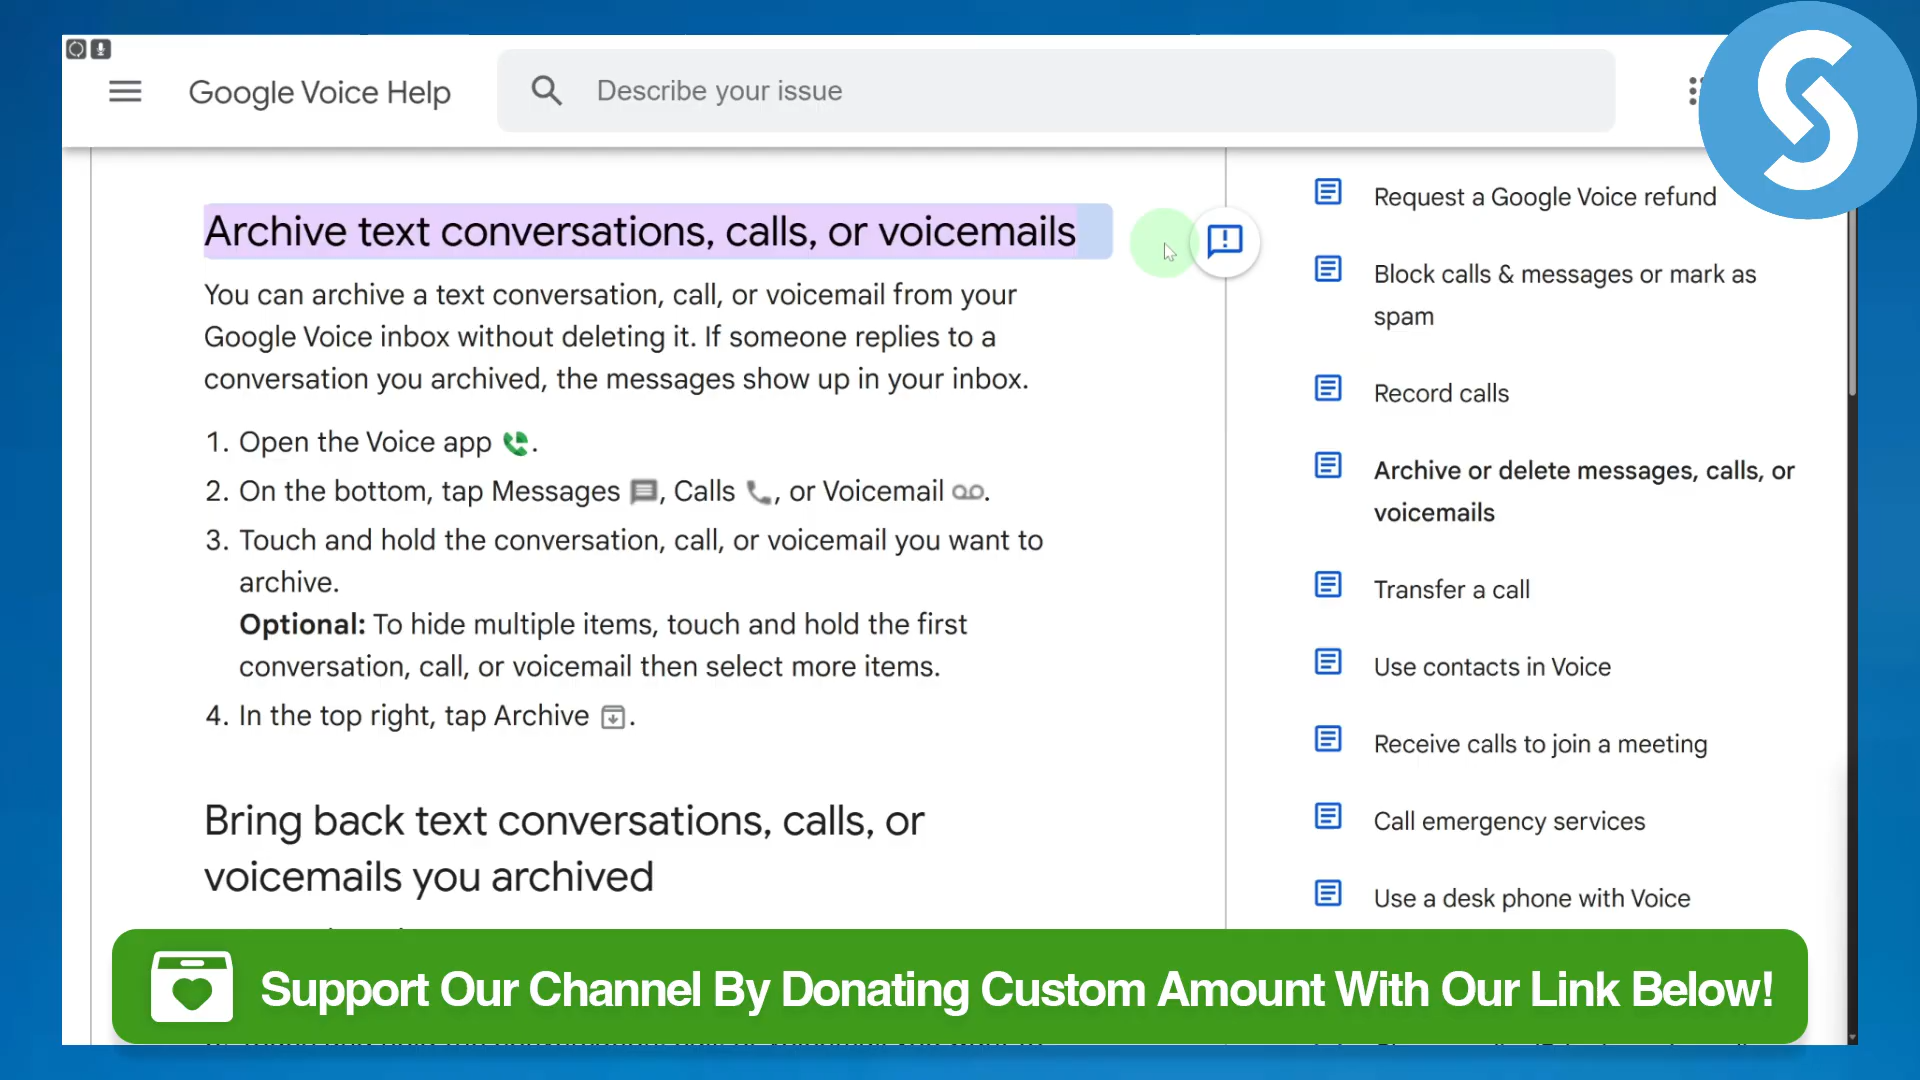 Google Voice Help
Describe your issue
Archive text conversations, calls, or voicemails
You can archive a text conversation, call, or voicemail from your
Google Voice inbox without deleting it. If someone replies to a
conversation you archived, the messages show up in your inbox.
1. Open the Voice app .
2. On the bottom, tap Messages , Calls , or Voicemail .
3. Touch and hold the conversation, call, or voicemail you want to
archive.
Optional: To hide multiple items, touch and hold the first
conversation, call, or voicemail then select more items.
4. In the top right, tap Archive .
Bring back text conversations, calls, or
voicemails you archived
Request a Google Voice refund
Block calls & messages or mark as
spam
Record calls
Archive or delete messages, calls, or
voicemails
Transfer a call
Use contacts in Voice
Receive calls to join a meeting
Call emergency services
Use a desk phone with Voice
Support Our Channel By Donating Custom Amount With Our Link Below!